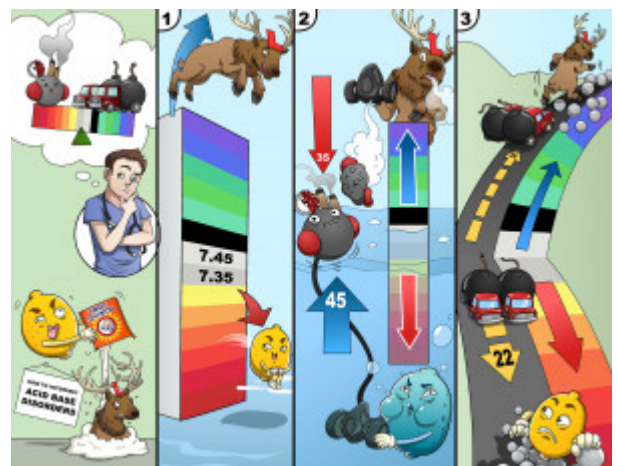 1
2
3
35
7.45
7.35
45
22
HOW TO INTERPRET
ACID BASE
DISORDERS